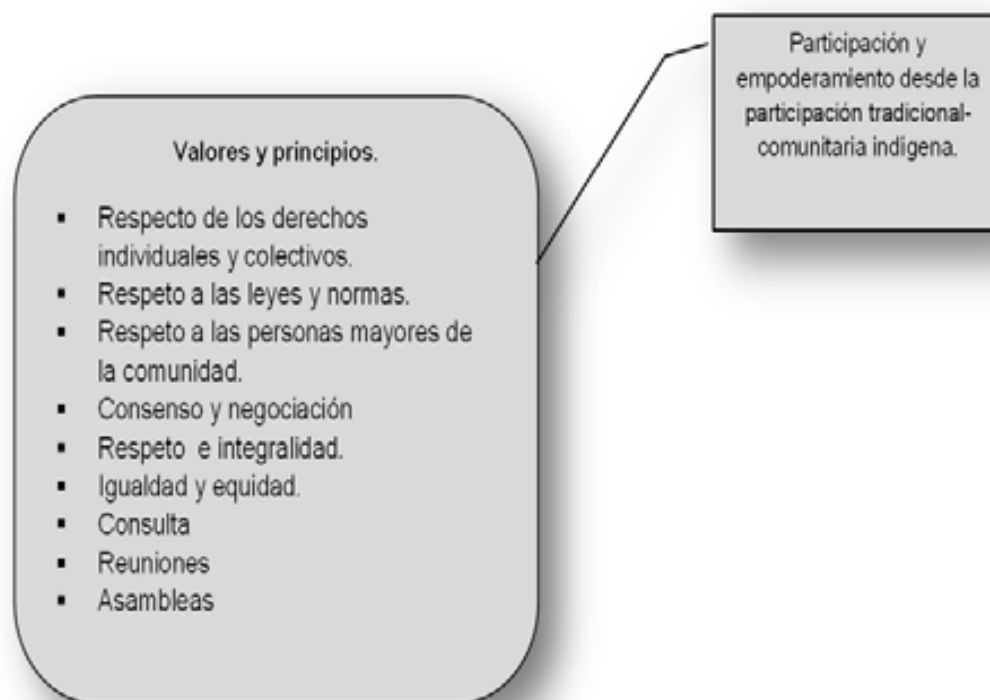 Valores y principios.
▪ Respecto de los derechos
individuales y colectivos.
▪ Respeto a las leyes y normas.
▪ Respeto a las personas mayores de
la comunidad.
▪ Consenso y negociación
▪ Respeto e integralidad.
▪ Igualdad y equidad.
▪ Consulta
▪ Reuniones
▪ Asambleas
Participación y
empoderamiento desde la
participación tradicional-
comunitaria indígena.